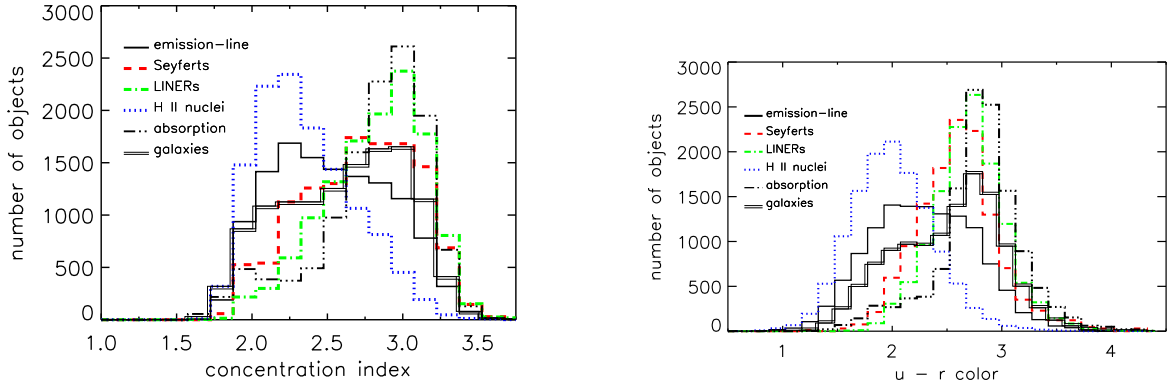 3000
2500
2000
1500
1000
500
0
number of objects
emission-line
Seyferts
LINERs
H II nuclei
absorption
galaxies
1.0 1.5 2.0 2.5 3.0 3.5
concentration index
3000
2500
2000
1500
1000
500
0
number of objects
emission-line
Seyferts
LINERs
H II nuclei
absorption
galaxies
1 2 3 4
u - r color